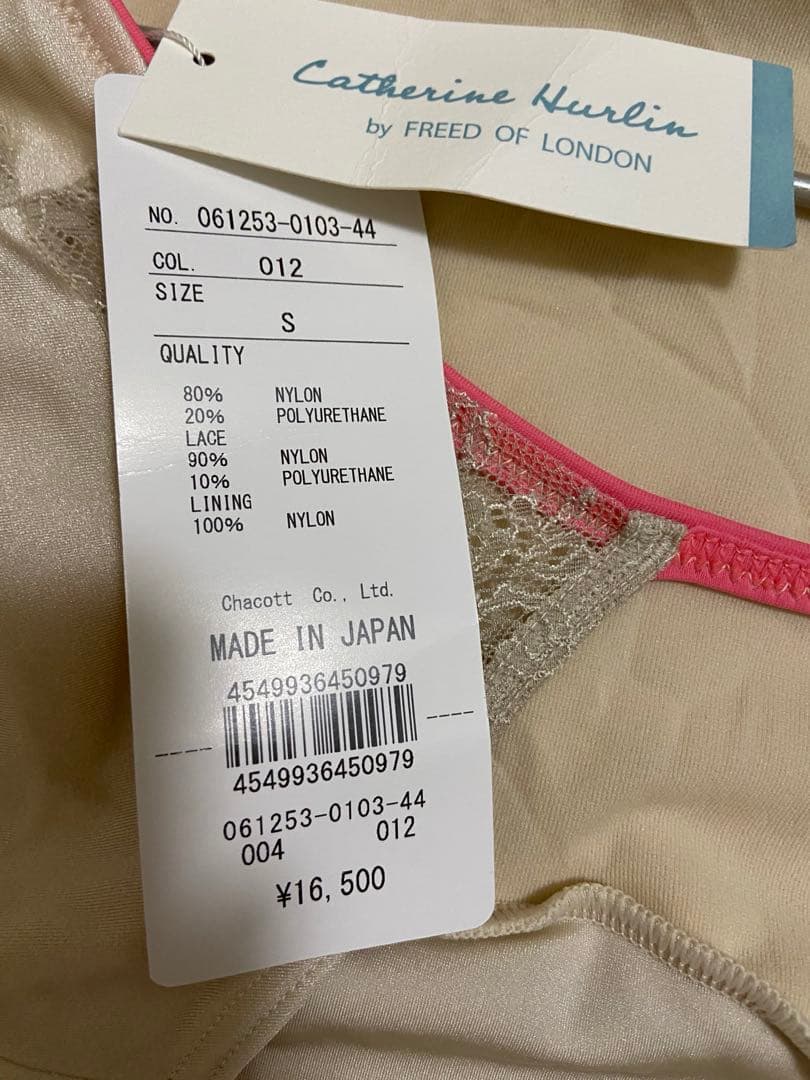 Catherine Hurlin
by FREED OF LONDON
NO. 061253-0103-44
COL. 012
SIZE
S
QUALITY
80% NYLON
20% POLYURETHANE
LACE
90% NYLON
10% POLYURETHANE
LINING
100% NYLON
Chacott Co., Ltd.
MADE IN JAPAN
4549936450979
4549936450979
061253-0103-44
004 012
¥16,500